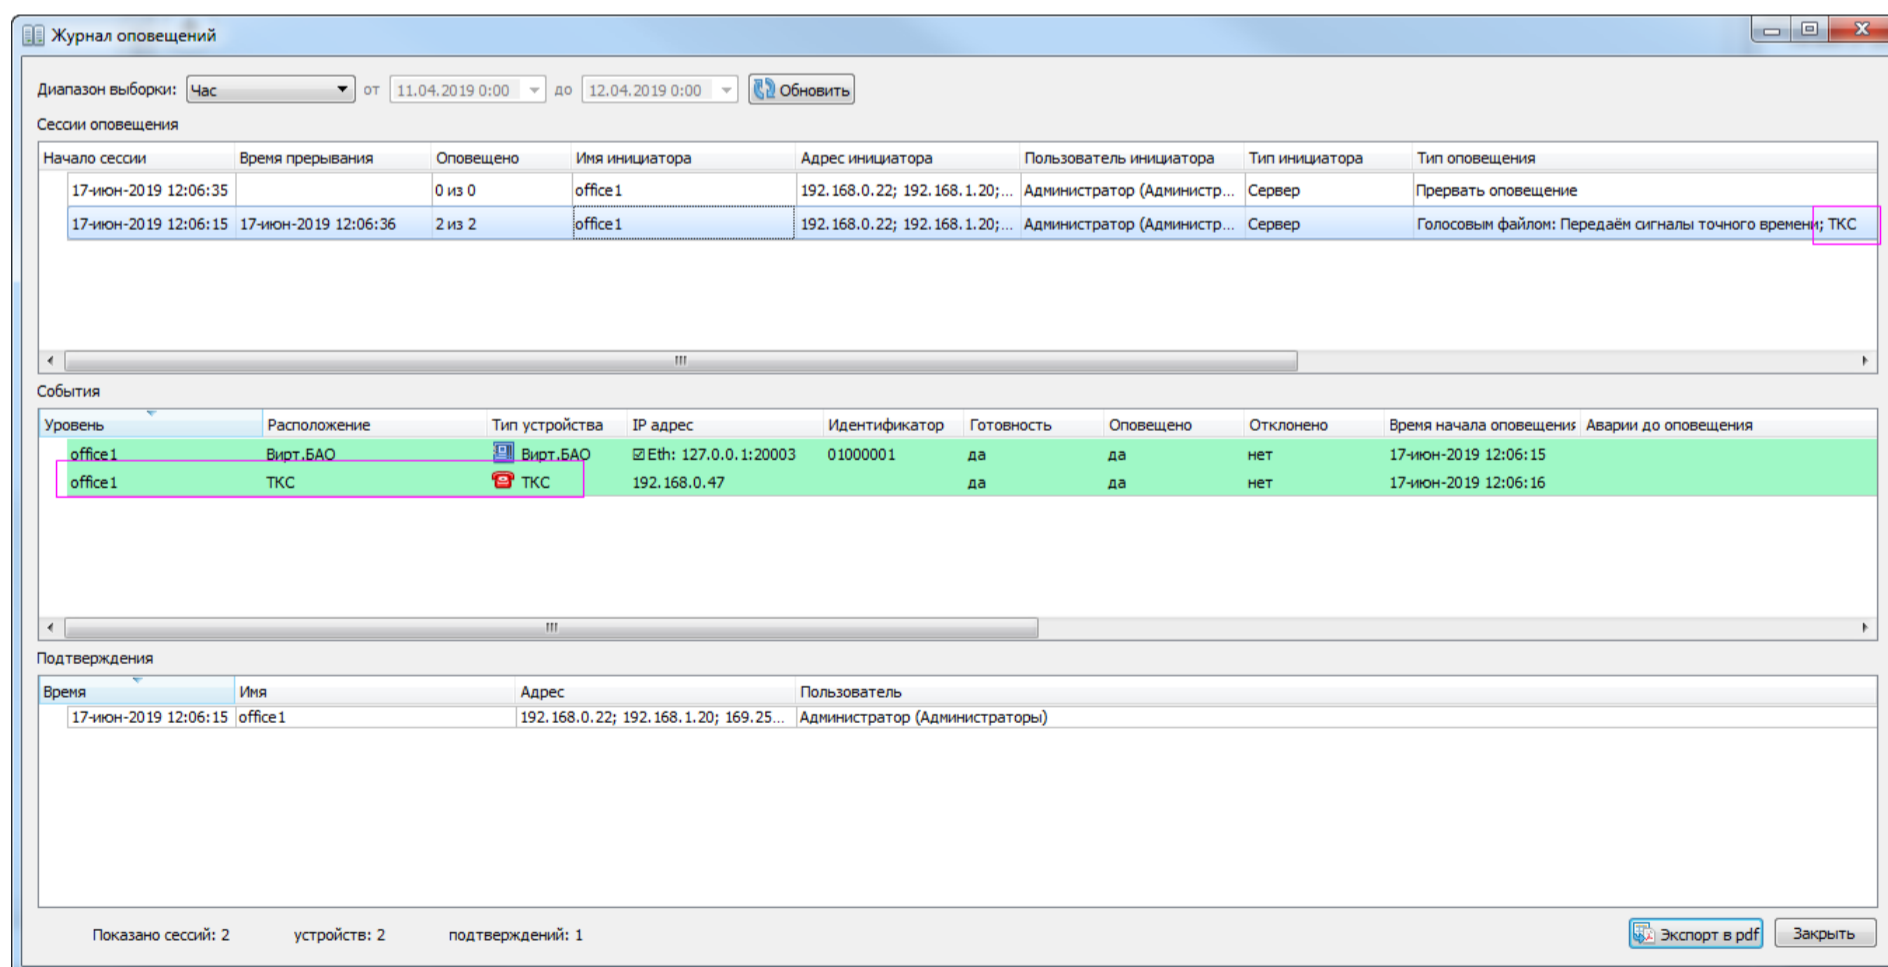 Журнал оповещений
Диапазон выборки: Час от 11.04.2019 0:00 до 12.04.2019 0:00 Обновить
Сессии оповещения
Начало сессии Время прерывания Оповещено Имя инициатора Адрес инициатора Пользователь инициатора Тип инициатора Тип оповещения
17-июн-2019 12:06:35 0 из 0 office1 192.168.0.22; 192.168.1.20;... Администратор (Администр... Сервер Прервать оповещение
17-июн-2019 12:06:15 17-июн-2019 12:06:36 2 из 2 office1 192.168.0.22; 192.168.1.20;... Администратор (Администр... Сервер Голосовым файлом: Передаём сигналы точного времени; ТКС
События
Уровень Расположение Тип устройства IP адрес Идентификатор Готовность Оповещено Отклонено Время начала оповещения Аварии до оповещения
office1 Вирт.БАО Вирт.БАО Eth: 127.0.0.1:20003 01000001 да да нет 17-июн-2019 12:06:15
office1 ТКС ТКС 192.168.0.47 да да нет 17-июн-2019 12:06:16
Подтверждения
Время Имя Адрес Пользователь
17-июн-2019 12:06:15 office1 192.168.0.22; 192.168.1.20; 169.25... Администратор (Администраторы)
Показано сессий: 2 устройств: 2 подтверждений: 1 Экспорт в pdf Закрыть